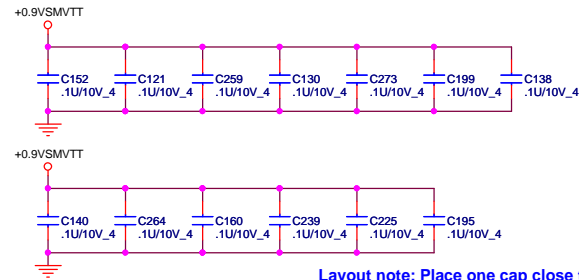 +0.9VSMVTT
C152 C121 C259 C130 C273 C199 C138
.1U/10V_4 .1U/10V_4 .1U/10V_4 .1U/10V_4 .1U/10V_4 .1U/10V_4 .1U/10V_4
+0.9VSMVTT
C140 C264 C160 C239 C225 C195
.1U/10V_4 .1U/10V_4 .1U/10V_4 .1U/10V_4 .1U/10V_4 .1U/10V_4
Layout note: Place one cap close